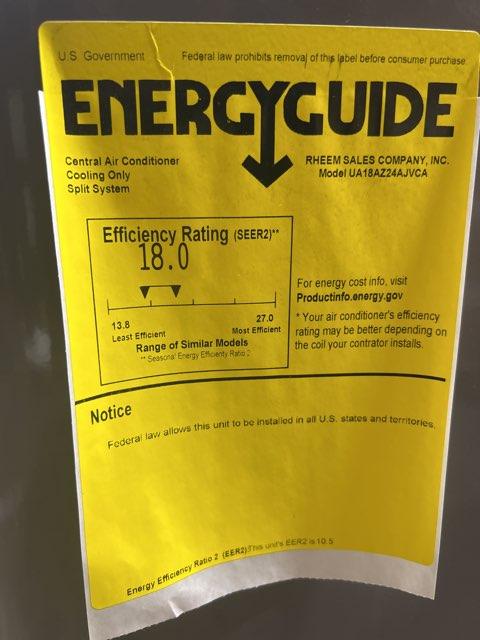 U.S. Government Federal law prohibits removal of this label before consumer purchase
ENERGYGUIDE
Central Air Conditioner
Cooling Only
Split System
RHEEM SALES COMPANY, INC.
Model UA18AZ24AJVCA
Efficiency Rating (SEER2)**
18.0
13.8
Least Efficient
27.0
Most Efficient
Range of Similar Models
** Seasonal Energy Efficienty Ratio 2
For energy cost info, visit
Productinfo.energy.gov
* Your air conditioner's efficiency
rating may be better depending on
the coil your contrator installs.
Notice
Federal law allows this unit to be installed in all U.S. states and territories.
Energy Efficiency Ratio 2 (EER2): This unit's EER2 is 10.5